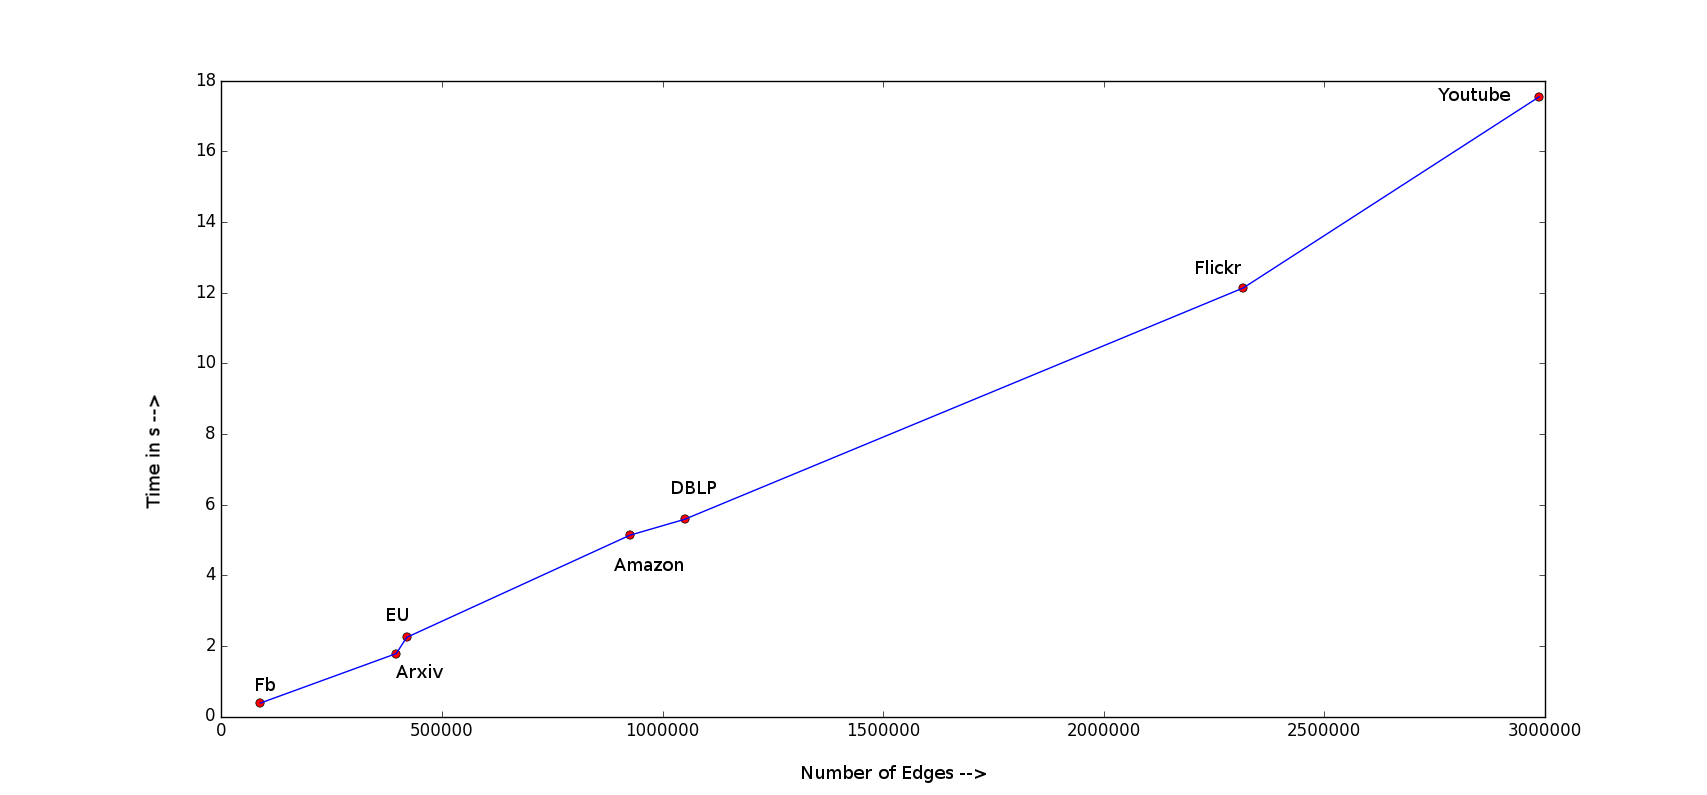 18
Youtube
16
14
Flickr
12
10
Time in s -->
8
DBLP
6
Amazon
4
EU
2
Arxiv
Fb
0
0 500000 1000000 1500000 2000000 2500000 3000000
Number of Edges -->